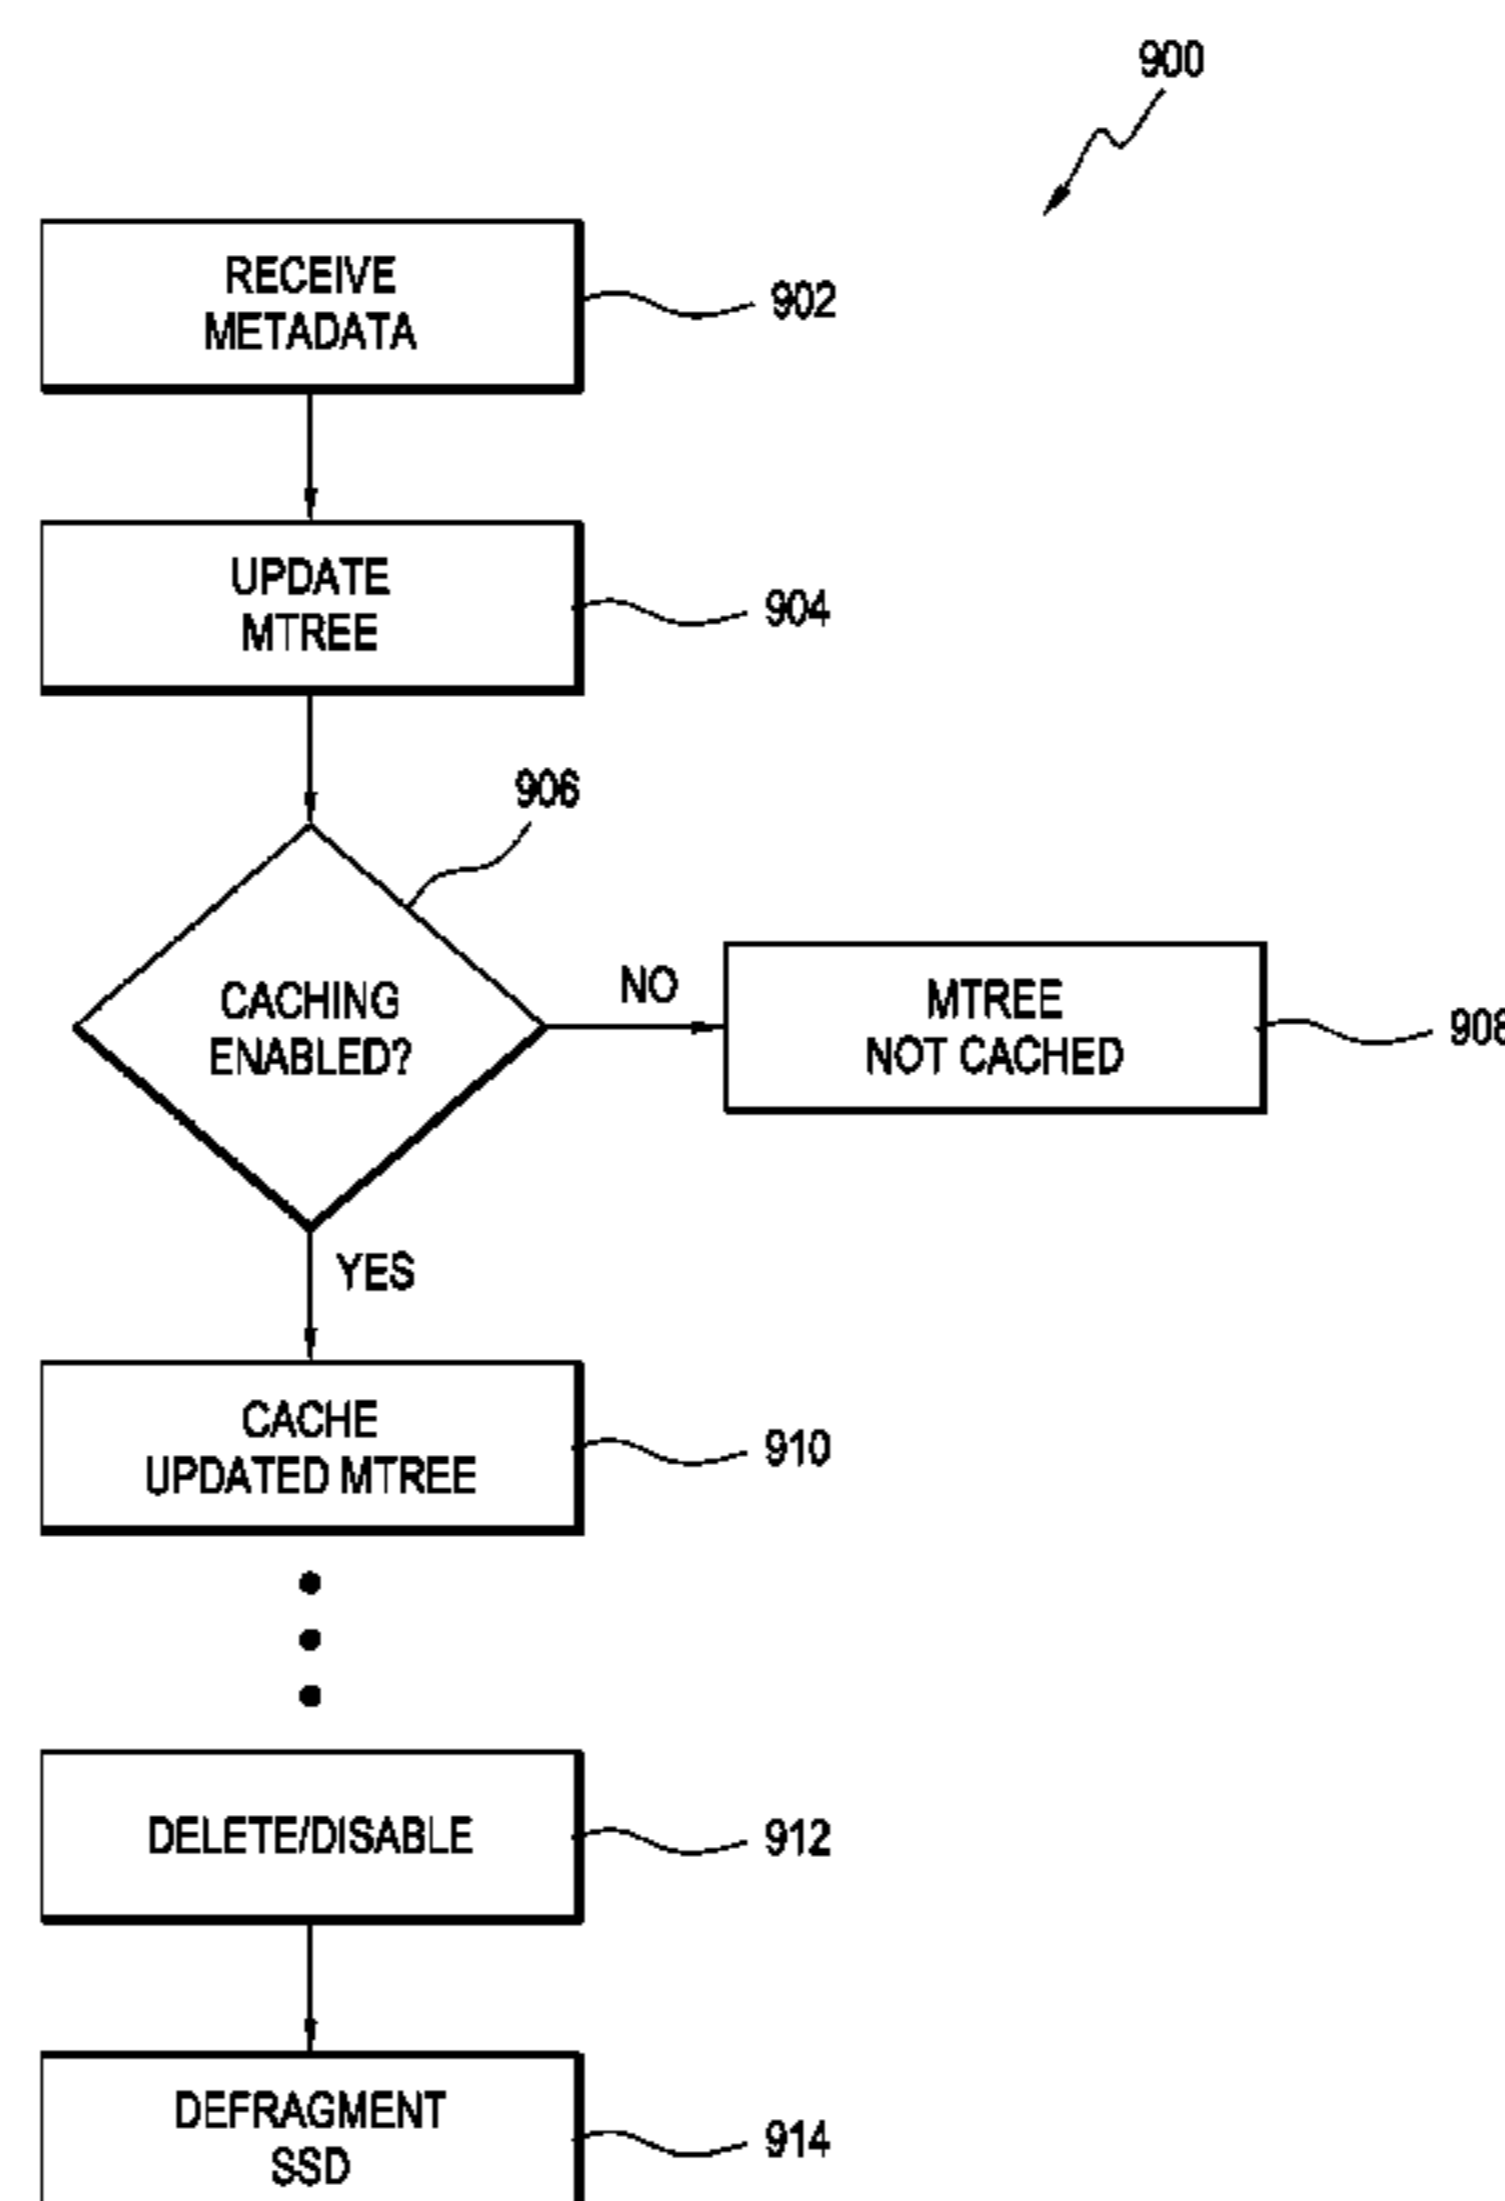 900
RECEIVE
METADATA
902
UPDATE
MTREE
904
906
CACHING
ENABLED?
NO
MTREE
NOT CACHED
908
YES
CACHE
UPDATED MTREE
910
DELETE/DISABLE
912
DEFRAGMENT
SSD
914